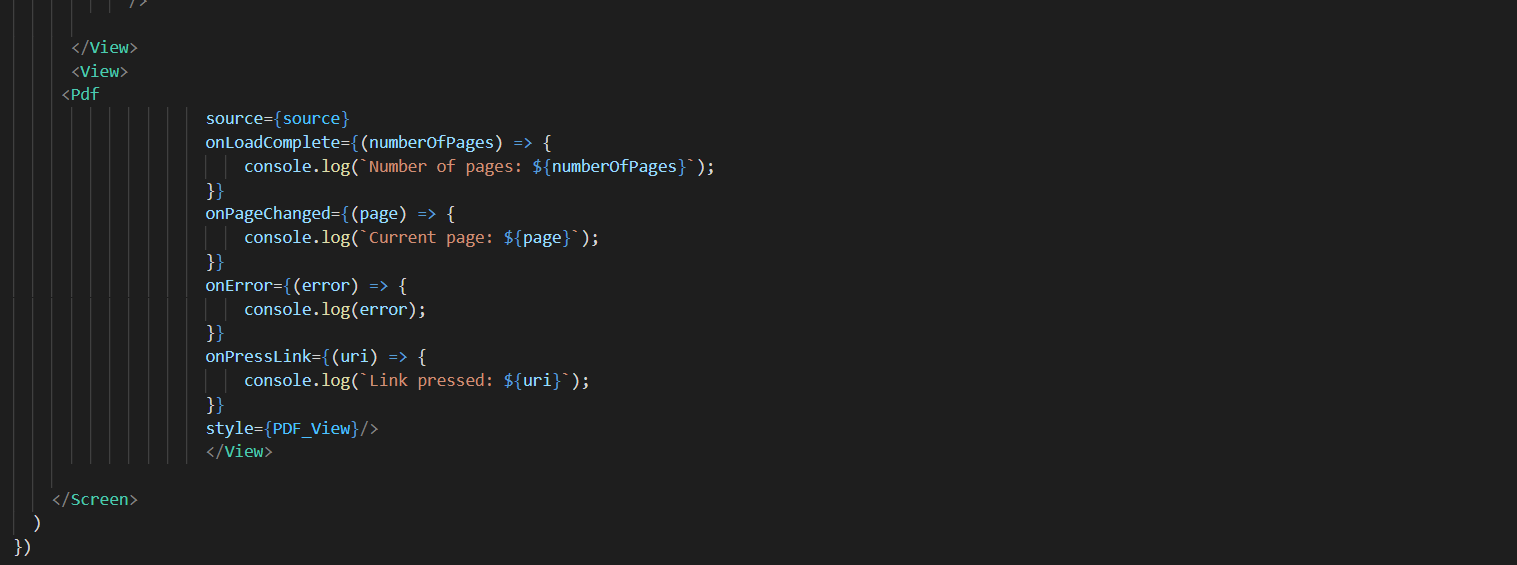 />
</View>
<View>
<Pdf
source={source}
onLoadComplete={(numberOfPages) => {
console.log(`Number of pages: ${numberOfPages}`);
}}
onPageChanged={(page) => {
console.log(`Current page: ${page}`);
}}
onError={(error) => {
console.log(error);
}}
onPressLink={(uri) => {
console.log(`Link pressed: ${uri}`);
}}
style={PDF_View}/>
</View>
</Screen>
)
})